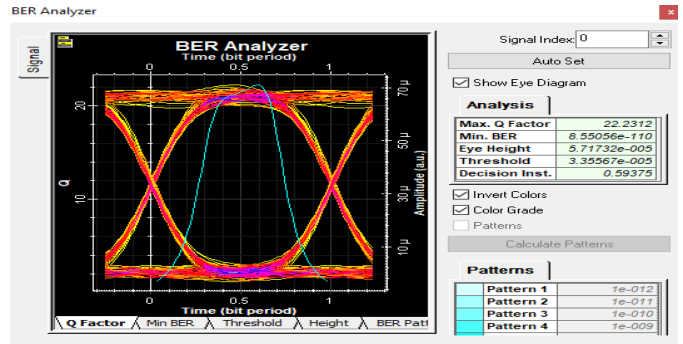 BER Analyzer
Signal
BER Analyzer
Time (bit period)
0 0.5 1
Q
10 20
Amplitude (a.u.)
10 µ 30 µ 50 µ 70 µ
0 0.5 1
Time (bit period)
Q Factor Min BER Threshold Height BER Patt
Signal Index: 0
Auto Set
Show Eye Diagram
Analysis
Max. Q Factor 22.2312
Min. BER 8.55056e-110
Eye Height 5.71732e-005
Threshold 3.35567e-005
Decision Inst. 0.59375
Invert Colors
Color Grade
Patterns
Calculate Patterns
Patterns
Pattern 1 1e-012
Pattern 2 1e-011
Pattern 3 1e-010
Pattern 4 1e-009